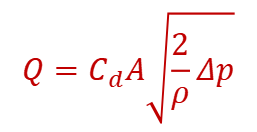 Q = C_d A √(2/ρ Δp)